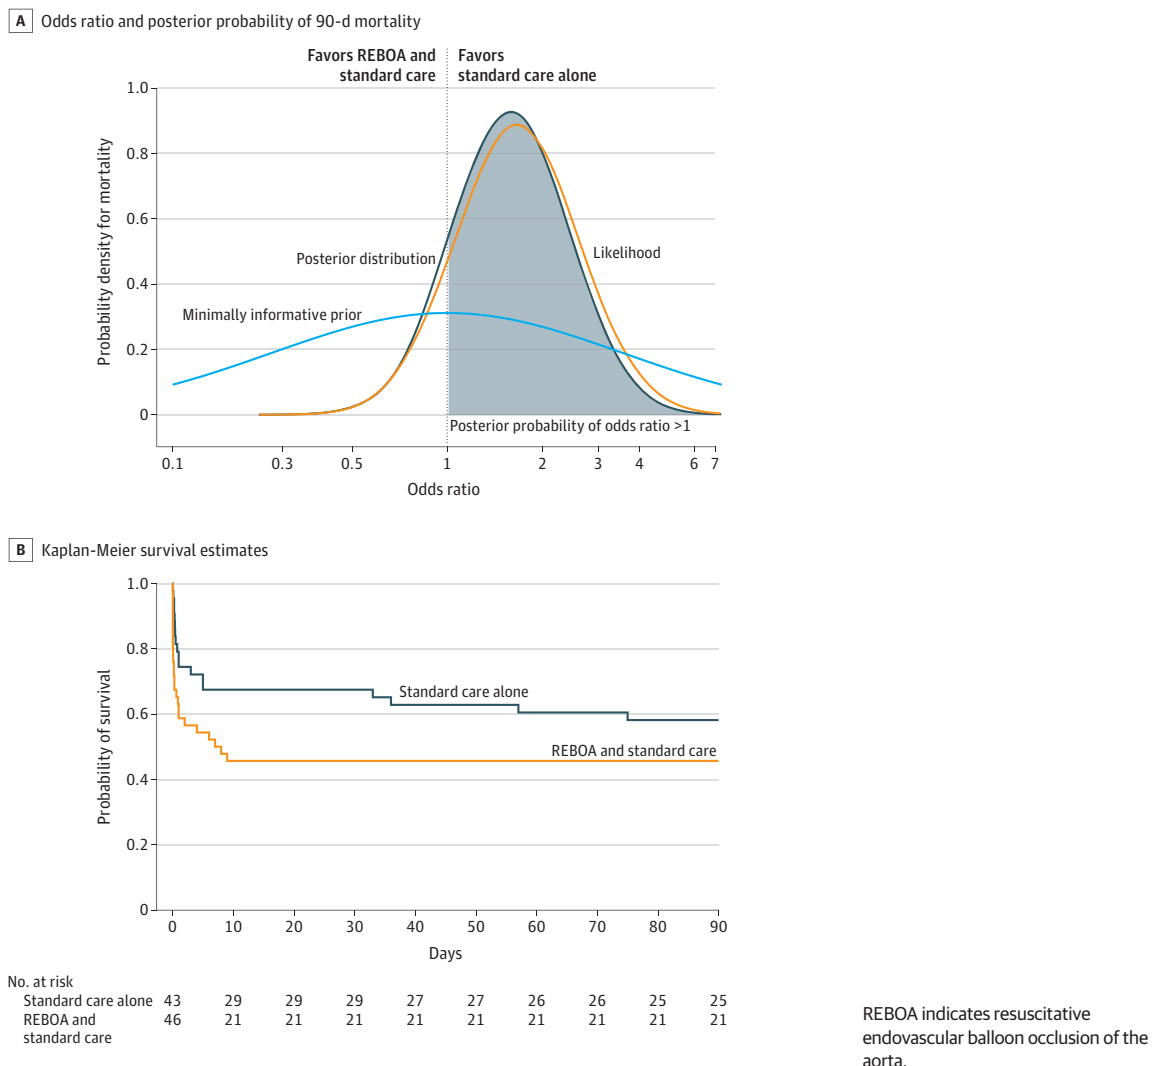 A Odds ratio and posterior probability of 90-d mortality
Favors REBOA and
standard care
Favors
standard care alone
1.0
0.8
0.6
0.4
0.2
0
Probability density for mortality
Posterior distribution
Likelihood
Minimally informative prior
Posterior probability of odds ratio >1
0.1 0.3 0.5 1 2 3 4 6 7
Odds ratio
B Kaplan-Meier survival estimates
1.0
0.8
0.6
0.4
0.2
0
Probability of survival
Standard care alone
REBOA and standard care
0 10 20 30 40 50 60 70 80 90
Days
No. at risk
Standard care alone 43 29 29 29 27 27 26 26 25 25
REBOA and 46 21 21 21 21 21 21 21 21 21
standard care
REBOA indicates resuscitative
endovascular balloon occlusion of the
aorta.